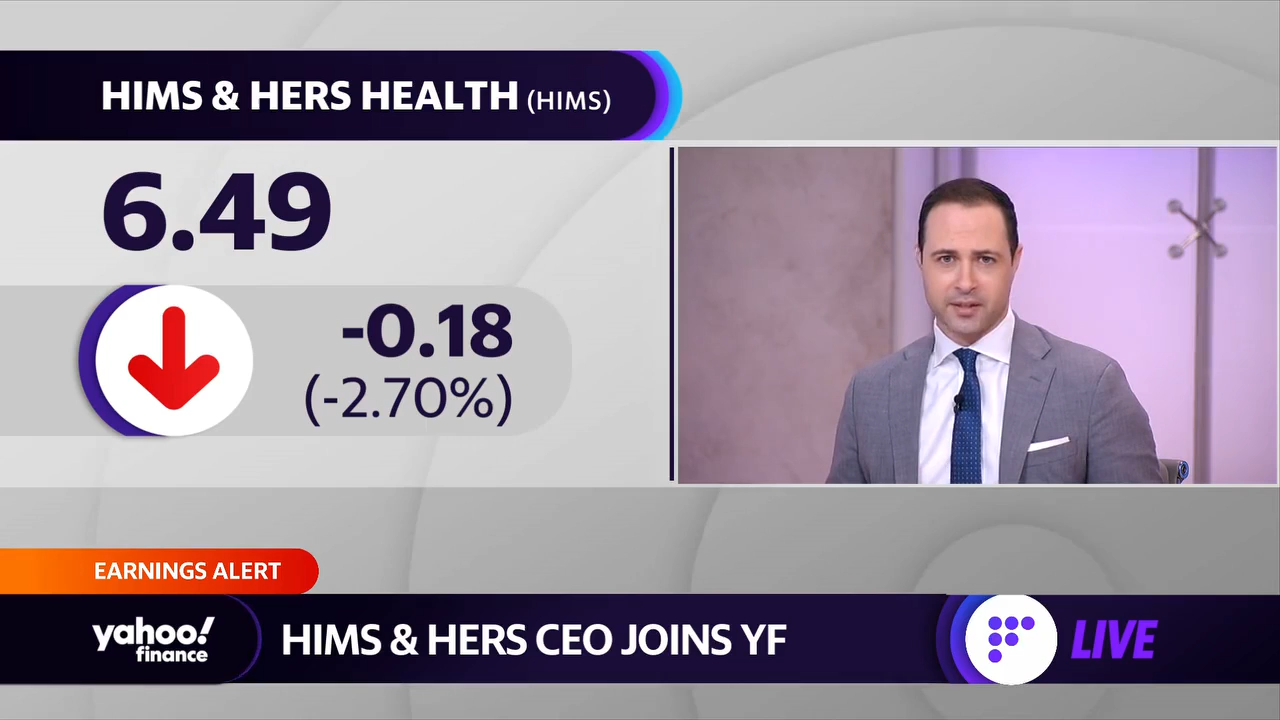 HIMS & HERS HEALTH (HIMS)
6.49
-0.18
(-2.70%)
EARNINGS ALERT
yahoo!
finance
HIMS & HERS CEO JOINS YF
LIVE